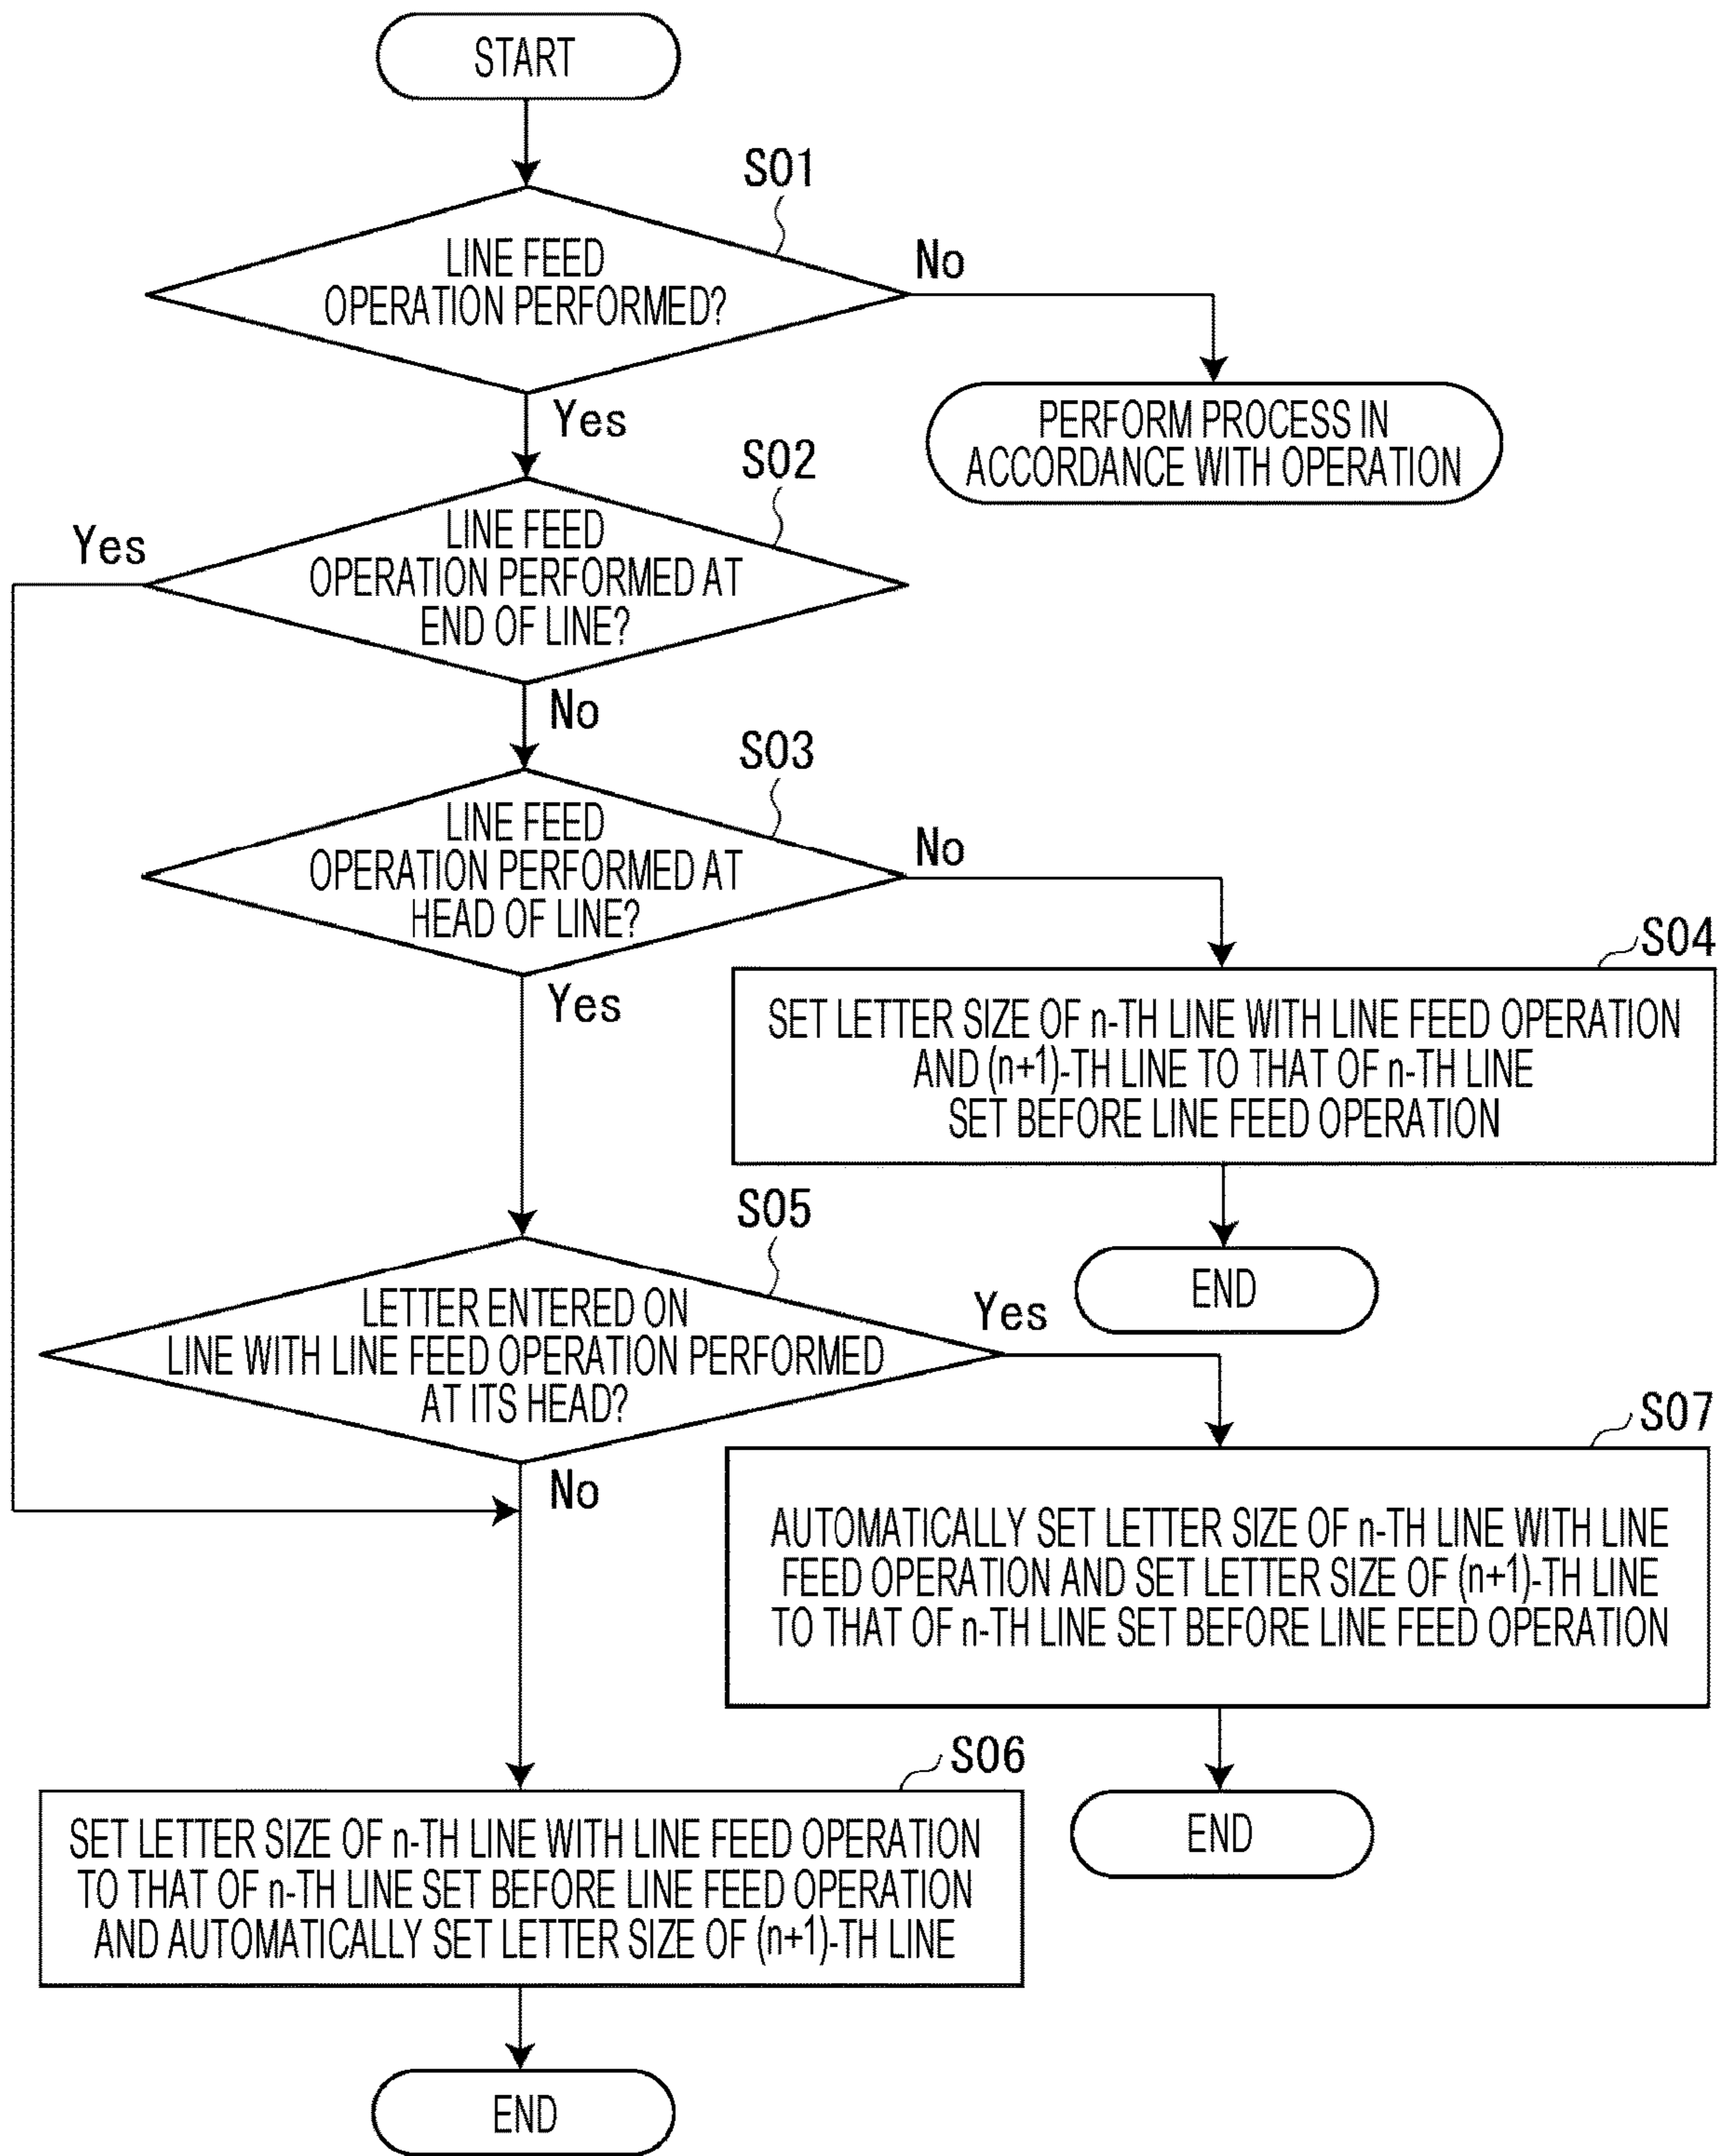 START
S01
LINE FEED
OPERATION PERFORMED?
No
Yes
PERFORM PROCESS IN
ACCORDANCE WITH OPERATION
S02
Yes
LINE FEED
OPERATION PERFORMED AT
END OF LINE?
No
S03
LINE FEED
OPERATION PERFORMED AT
HEAD OF LINE?
No
Yes
S04
SET LETTER SIZE OF n-TH LINE WITH LINE FEED OPERATION
AND (n+1)-TH LINE TO THAT OF n-TH LINE
SET BEFORE LINE FEED OPERATION
END
S05
LETTER ENTERED ON
LINE WITH LINE FEED OPERATION PERFORMED
AT ITS HEAD?
Yes
No
S07
AUTOMATICALLY SET LETTER SIZE OF n-TH LINE WITH LINE
FEED OPERATION AND SET LETTER SIZE OF (n+1)-TH LINE
TO THAT OF n-TH LINE SET BEFORE LINE FEED OPERATION
END
S06
SET LETTER SIZE OF n-TH LINE WITH LINE FEED OPERATION
TO THAT OF n-TH LINE SET BEFORE LINE FEED OPERATION
AND AUTOMATICALLY SET LETTER SIZE OF (n+1)-TH LINE
END